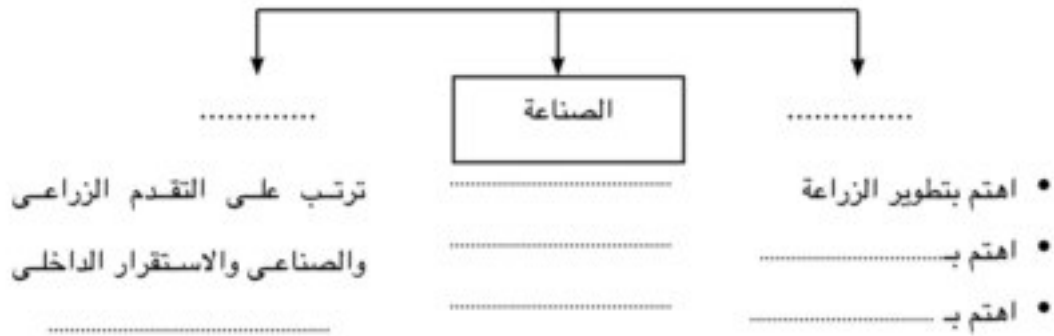 ............. الصناعة .............
• اهتم بتطوير الزراعة ............................ ترتب على التقدم الزراعى
• اهتم بـ....................... ............................ والصناعى والاستقرار الداخلى
• اهتم بـ ....................... ............................ ...................................